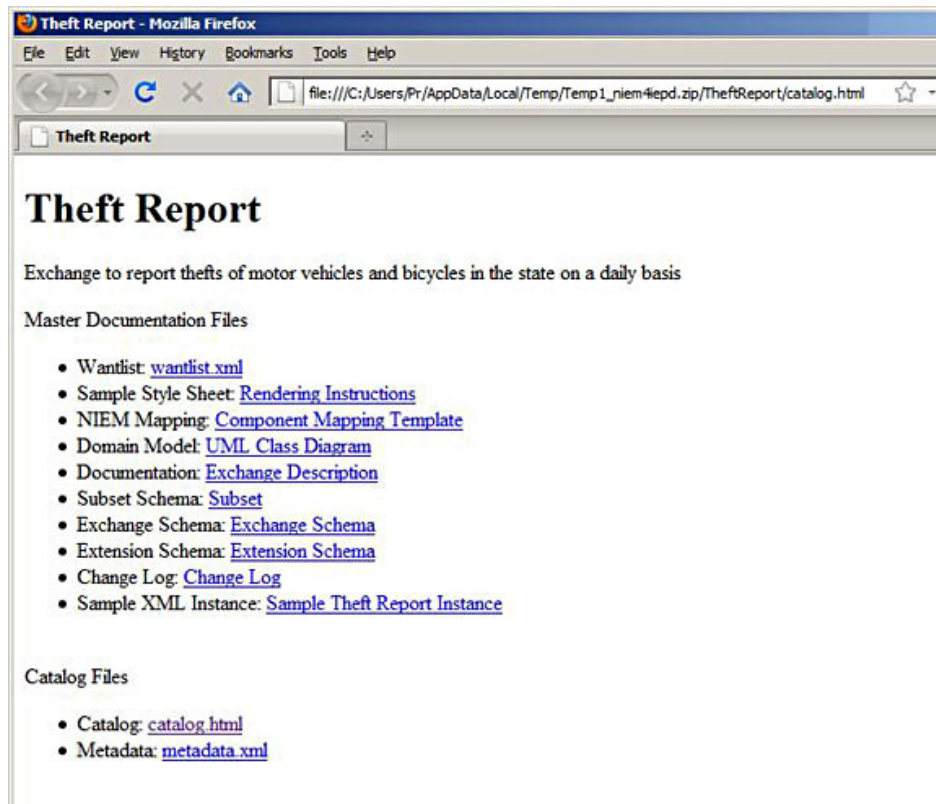 Theft Report - Mozilla Firefox
File Edit View History Bookmarks Tools Help
file:///C:/Users/Pr/AppData/Local/Temp/Temp1_niem4iepd.zip/TheftReport/catalog.html
Theft Report
Theft Report
Exchange to report thefts of motor vehicles and bicycles in the state on a daily basis
Master Documentation Files
• Wantlist: wantlist.xml
• Sample Style Sheet: Rendering Instructions
• NIEM Mapping: Component Mapping Template
• Domain Model: UML Class Diagram
• Documentation: Exchange Description
• Subset Schema: Subset
• Exchange Schema: Exchange Schema
• Extension Schema: Extension Schema
• Change Log: Change Log
• Sample XML Instance: Sample Theft Report Instance
Catalog Files
• Catalog: catalog.html
• Metadata: metadata.xml